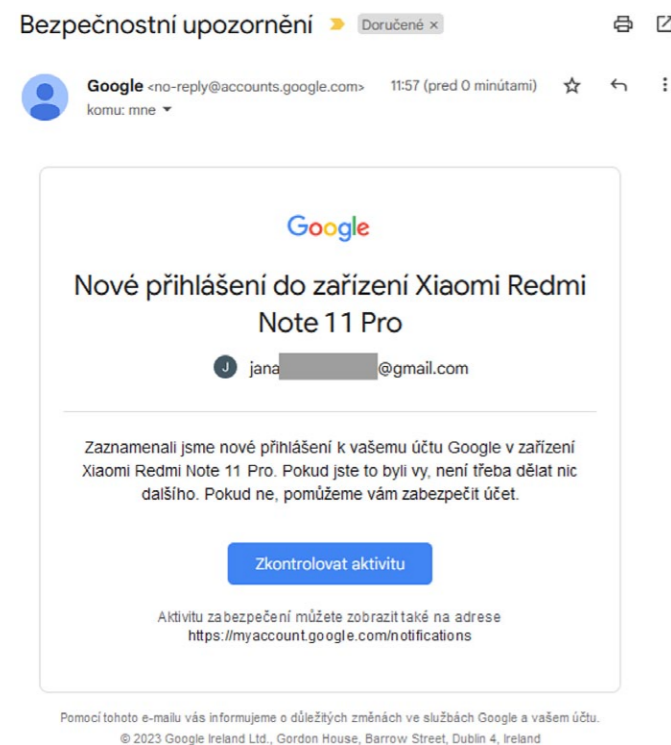 Bezpečnostní upozornění Doručené ×
Google <no-reply@accounts.google.com> 11:57 (pred 0 minútami)
komu: mne
Google
Nové přihlášení do zařízení Xiaomi Redmi
Note 11 Pro
J jana @gmail.com
Zaznamenali jsme nové přihlášení k vašemu účtu Google v zařízení
Xiaomi Redmi Note 11 Pro. Pokud jste to byli vy, není třeba dělat nic
dalšího. Pokud ne, pomůžeme vám zabezpečit účet.
Zkontrolovat aktivitu
Aktivitu zabezpečení můžete zobrazit také na adrese
https://myaccount.google.com/notifications
Pomocí tohoto e-mailu vás informujeme o důležitých změnách ve službách Google a vašem účtu.
© 2023 Google Ireland Ltd., Gordon House, Barrow Street, Dublin 4, Ireland